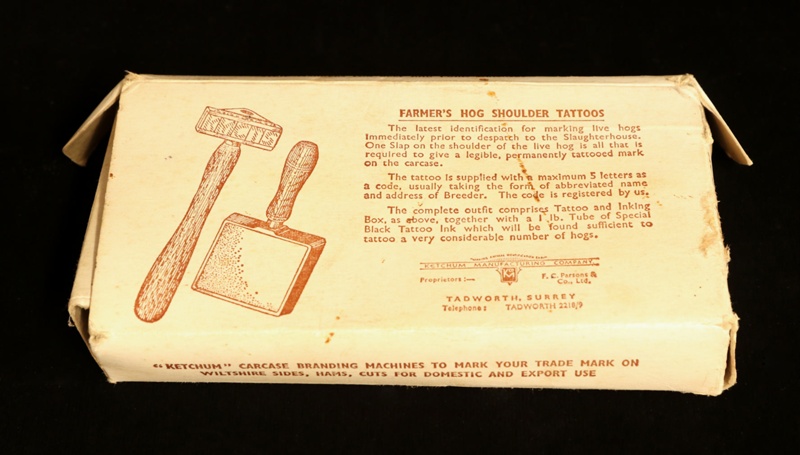 FARMER'S HOG SHOULDER TATTOOS
The latest identification for marking live hogs
Immediately prior to despatch to the Slaughterhouse.
One Slap on the shoulder of the live hog is all that is
required to give a legible, permanently tattooed mark
on the carcase.
The tattoo is supplied with a maximum 5 letters as
a code, usually taking the form of abbreviated name
and address of Breeder. The code is registered by us.
The complete outfit comprises Tattoo and Inking
Box, as above, together with a 1 lb. Tube of Special
Black Tattoo Ink which will be found sufficient to
tattoo a very considerable number of hogs.
KETCHUM MANUFACTURING COMPANY.
Proprietors :— F. C. Parsons &
Co., Ltd.
TADWORTH, SURREY
Telephone : TADWORTH 2218/9
"KETCHUM" CARCASE BRANDING MACHINES TO MARK YOUR TRADE MARK ON
WILTSHIRE SIDES, HAMS, CUTS FOR DOMESTIC AND EXPORT USE